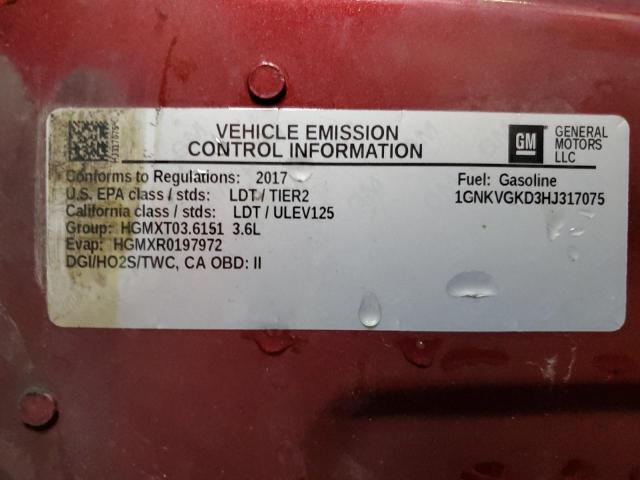 HJ317075
VEHICLE EMISSION
CONTROL INFORMATION
GM
GENERAL
MOTORS
LLC
Conforms to Regulations: 2017
U.S. EPA class / stds: LDT / TIER2
California class / stds: LDT / ULEV125
Group: HGMXT03.6151 3.6L
Evap: HGMXR0197972
DGI/HO2S/TWC, CA OBD: II
Fuel: Gasoline
1GNKVGKD3HJ317075